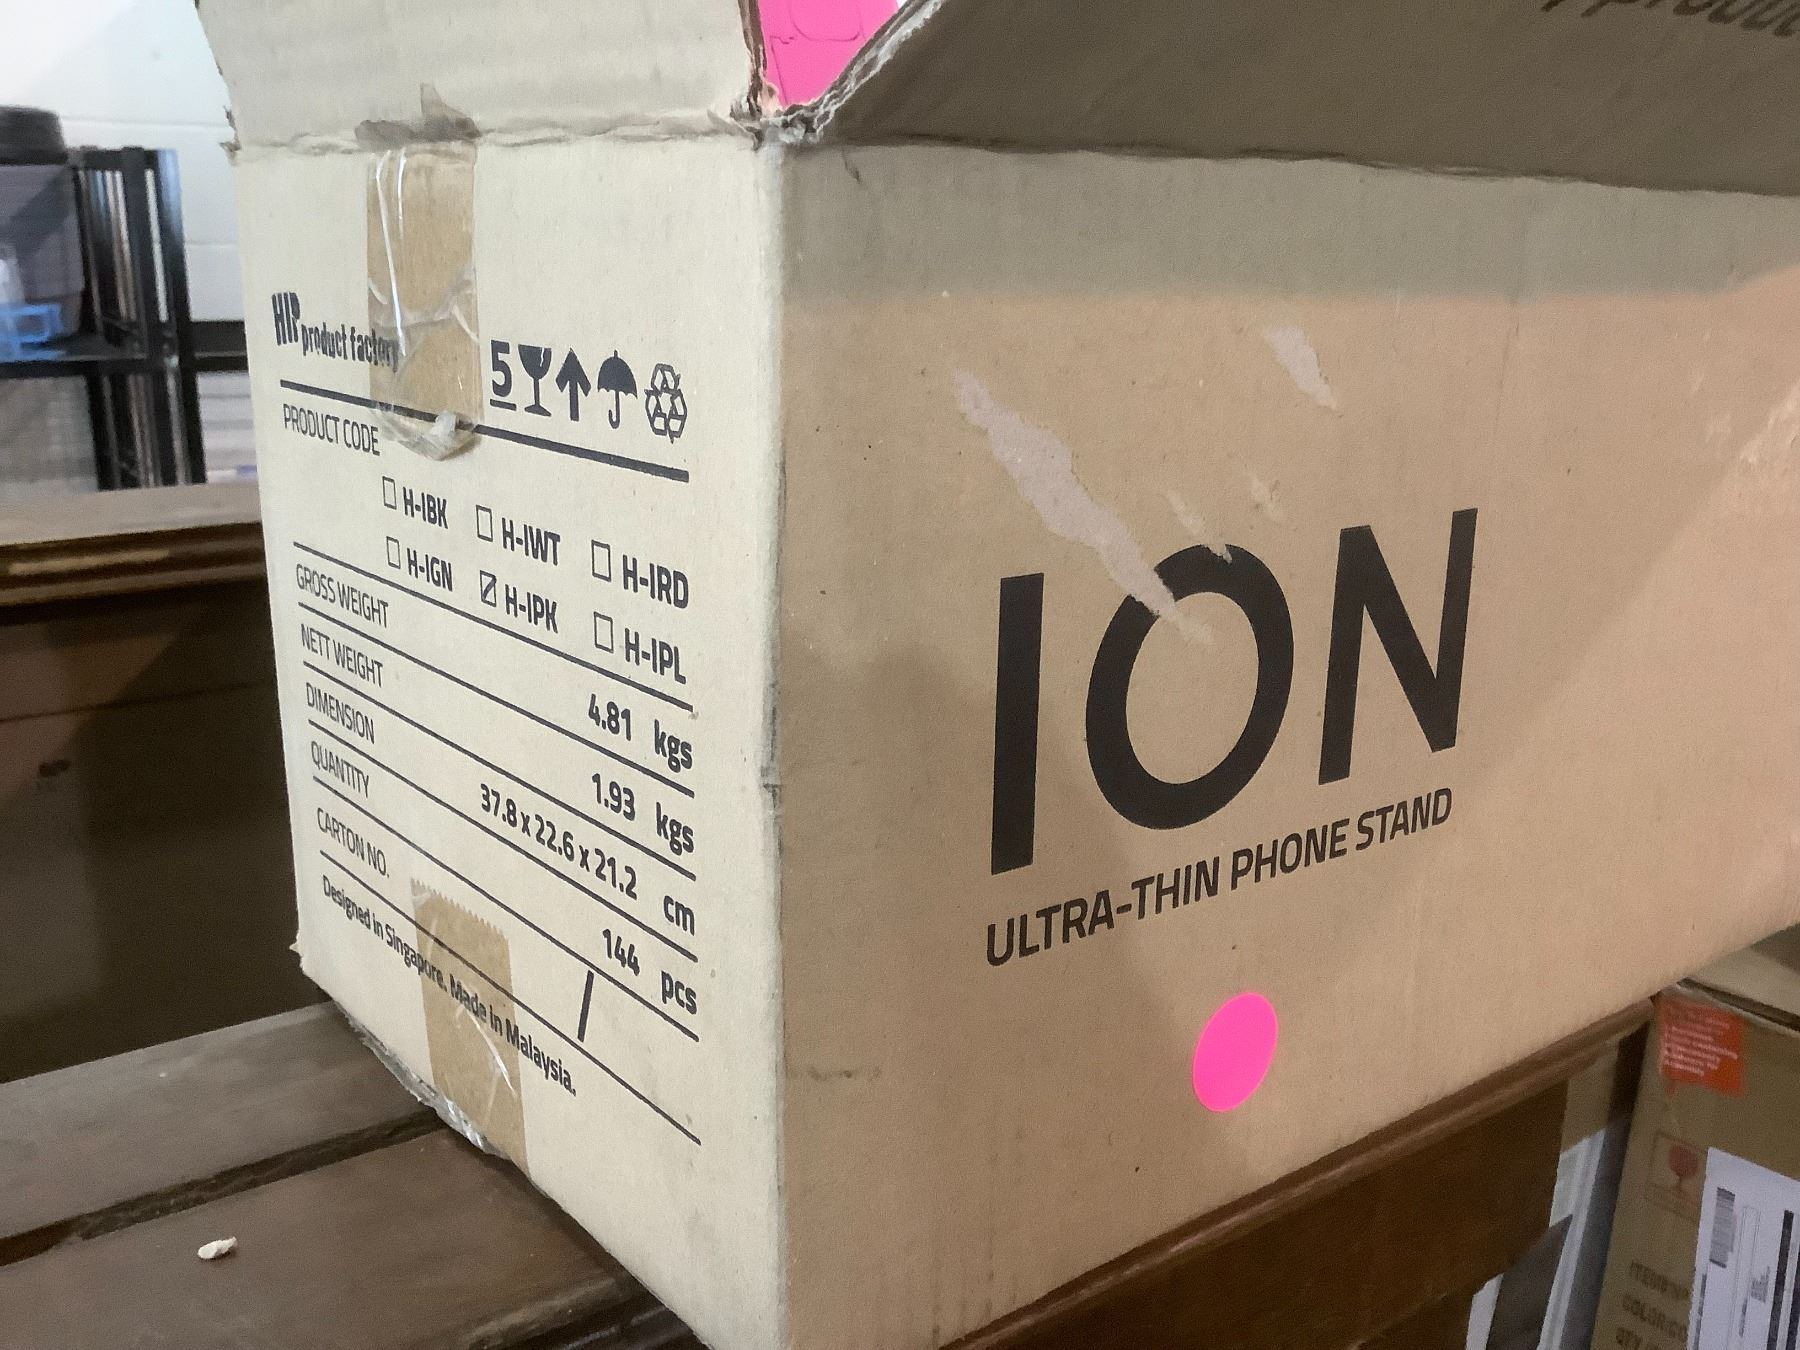 HIP product factory
5
PRODUCT CODE
H-IBK H-IWT H-IRD
H-IGN H-IPK H-IPL
GROSS WEIGHT 4.81 kgs
NETT WEIGHT 1.93 kgs
DIMENSION 37.8 x 22.6 x 21.2 cm
QUANTITY 144 pcs
CARTON NO. /
Designed in Singapore. Made in Malaysia.
ION
ULTRA-THIN PHONE STAND